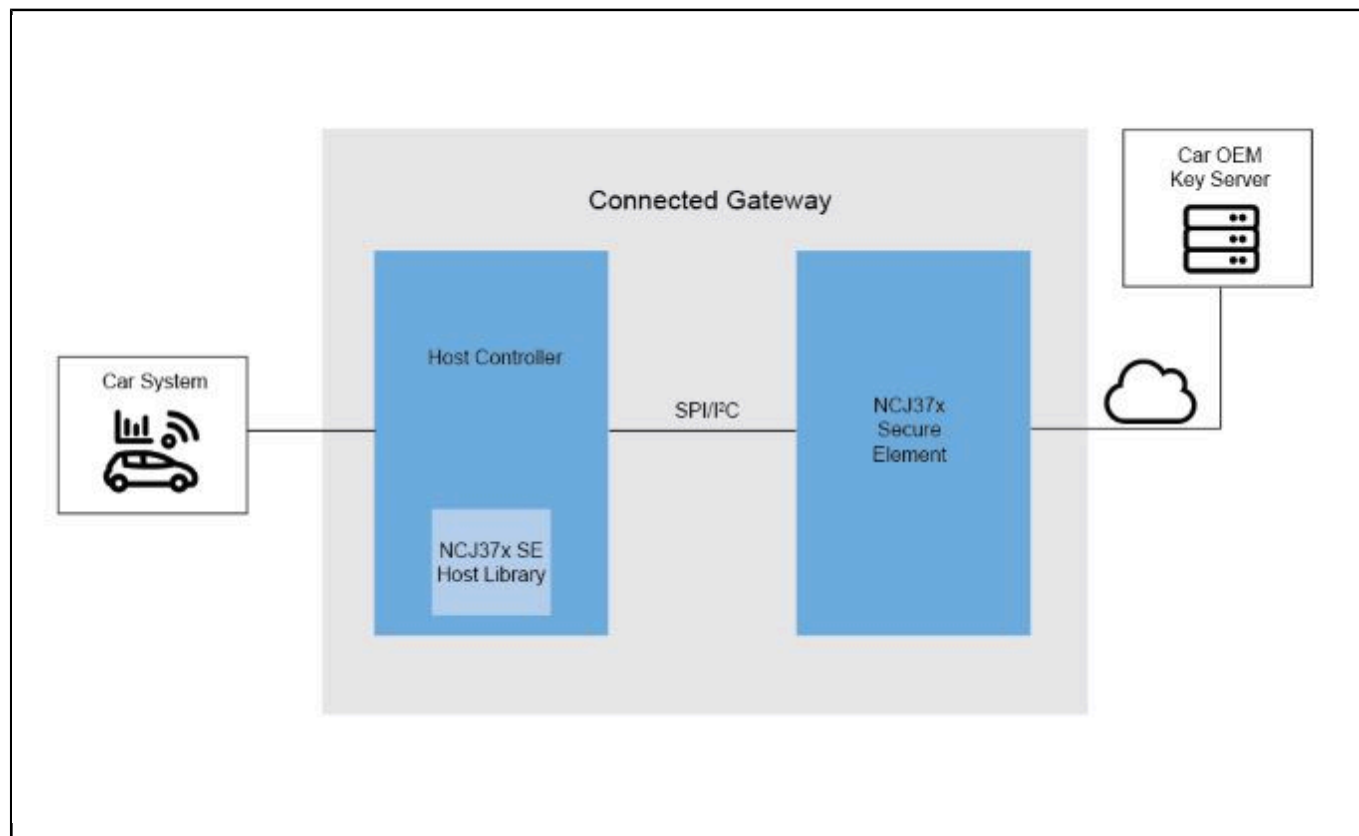 Connected Gateway
Car OEM
Key Server
Car System
Host Controller
SPI/I²C
NCJ37x
Secure
Element
NCJ37x SE
Host Library